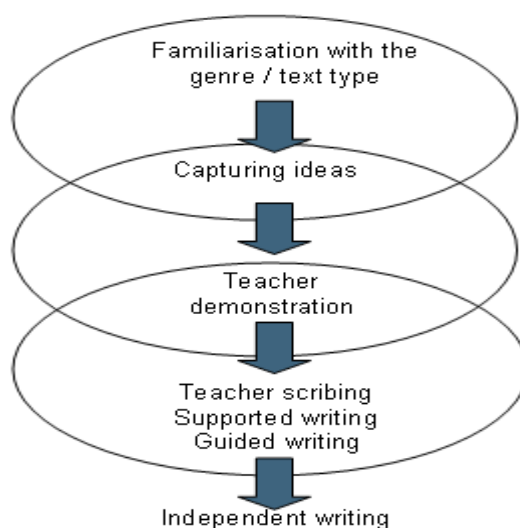 Familiarisation with the
genre / text type
Capturing ideas
Teacher
demonstration
Teacher scribing
Supported writing
Guided writing
Independent writing